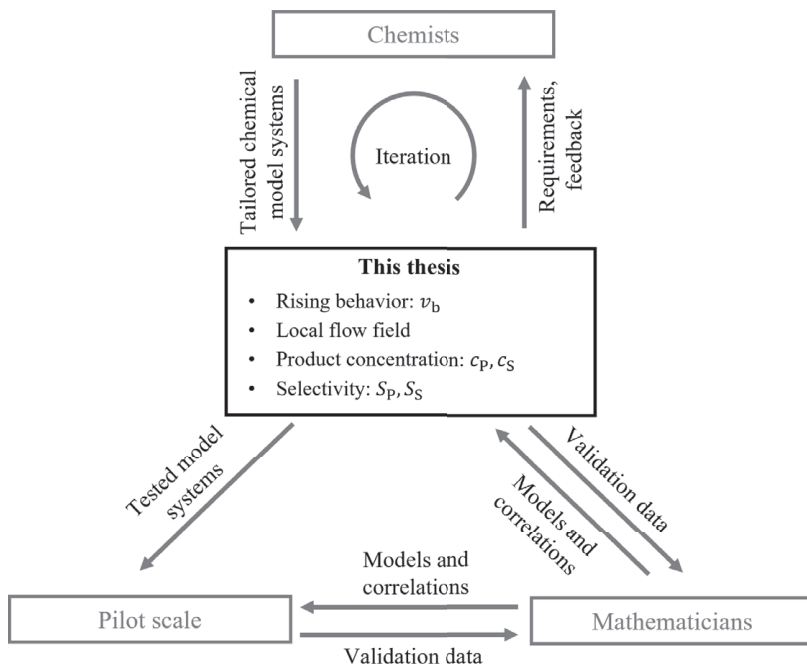 Chemists
Tailored chemical
model systems
Iteration
Requirements,
feedback
This thesis
• Rising behavior: v_b
• Local flow field
• Product concentration: c_P, c_S
• Selectivity: S_P, S_S
Tested model
systems
Validation data
Models and
correlations
Models and
correlations
Pilot scale
Mathematicians
Validation data